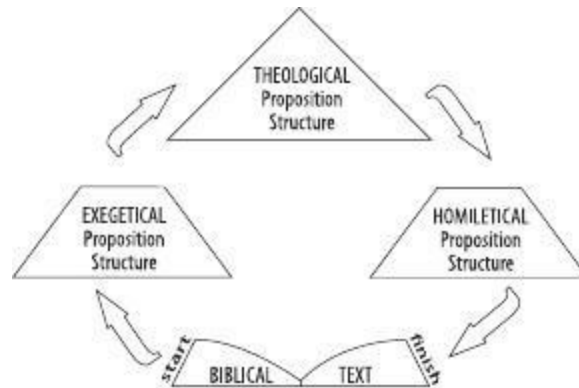 THEOLOGICAL
Proposition
Structure
EXEGETICAL
Proposition
Structure
HOMILETICAL
Proposition
Structure
start
BIBLICAL TEXT
finish